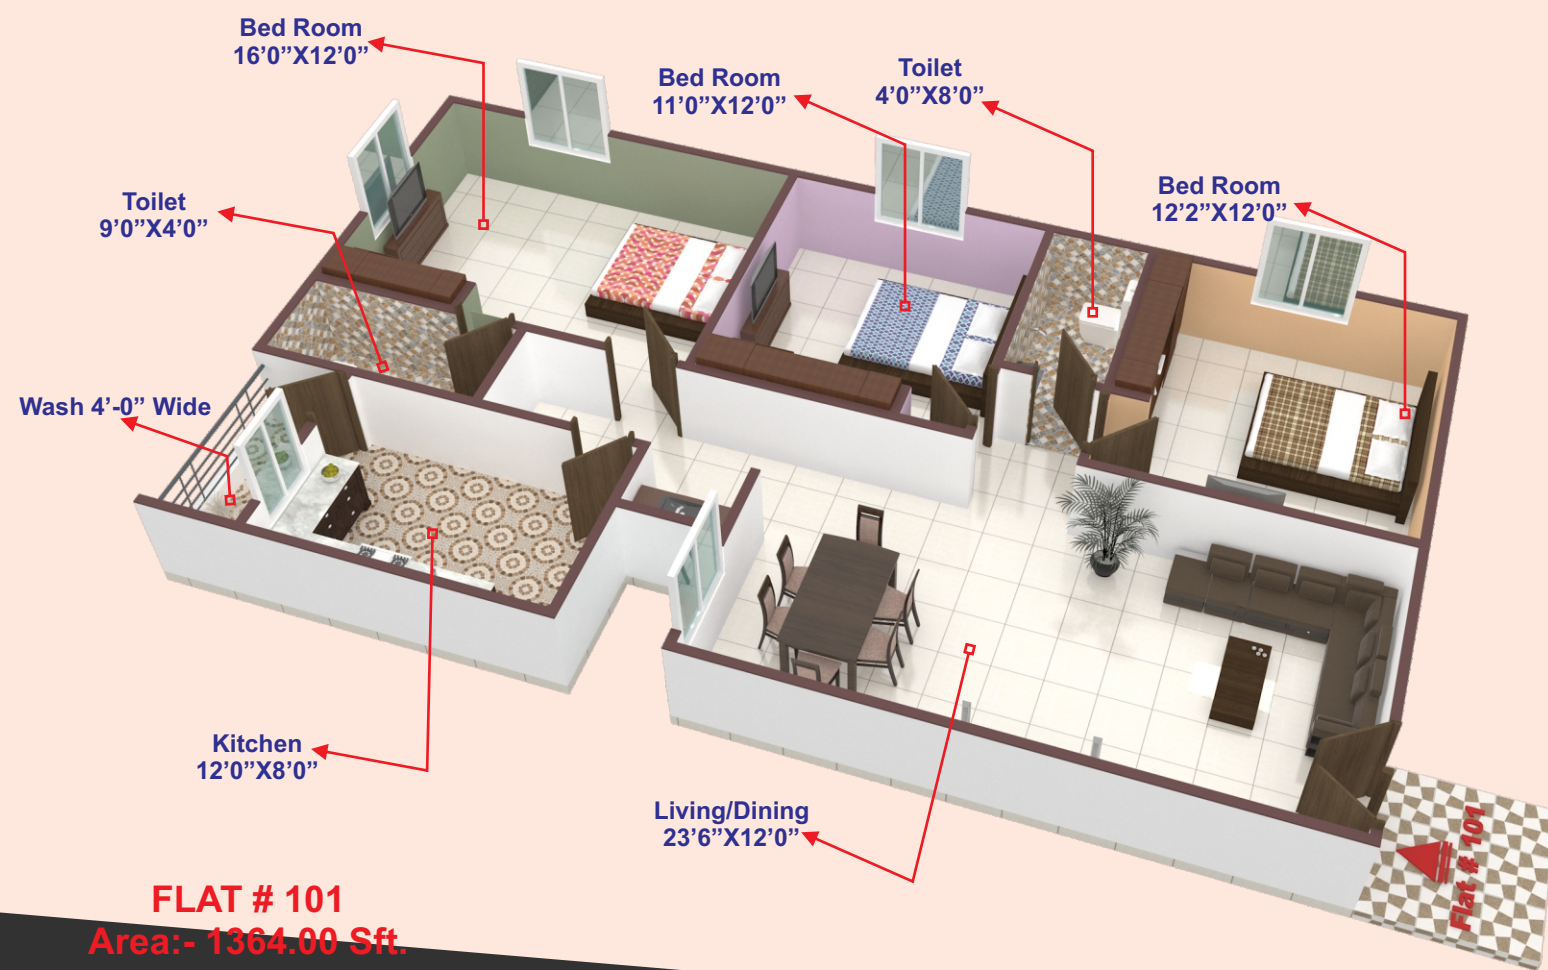 Bed Room
16’0”X12’0”
Bed Room
11’0”X12’0”
Toilet
4’0”X8’0”
Bed Room
12’2”X12’0”
Toilet
9’0”X4’0”
Wash 4’-0” Wide
Kitchen
12’0”X8’0”
Living/Dining
23’6”X12’0”
Flat # 101
FLAT # 101
Area:- 1364.00 Sft.